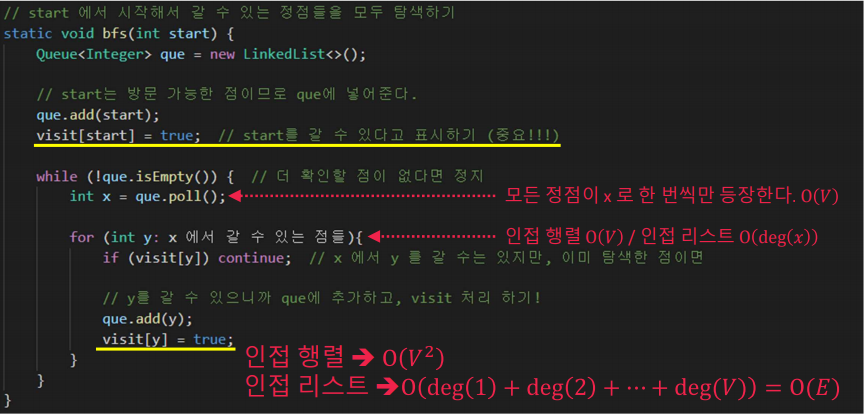 // start 에서 시작해서 갈 수 있는 정점들을 모두 탐색하기
static void bfs(int start) {
Queue<Integer> que = new LinkedList<>();
// start는 방문 가능한 점이므로 que에 넣어준다.
que.add(start);
visit[start] = true; // start를 갈 수 있다고 표시하기 (중요!!!)
while (!que.isEmpty()) { // 더 확인할 점이 없다면 정지
int x = que.poll(); 모든 정점이 x 로 한 번씩만 등장한다. O(V)
for (int y: x 에서 갈 수 있는 점들){ 인접 행렬 O(V) / 인접 리스트 O(deg(x))
if (visit[y]) continue; // x 에서 y 를 갈 수는 있지만, 이미 탐색한 점이면
// y를 갈 수 있으니까 que에 추가하고, visit 처리 하기!
que.add(y);
visit[y] = true;
인접 행렬 ➔ O(V²)
}
인접 리스트 ➔O(deg(1) + deg(2) + ⋯ + deg(V)) = O(E)
}
}